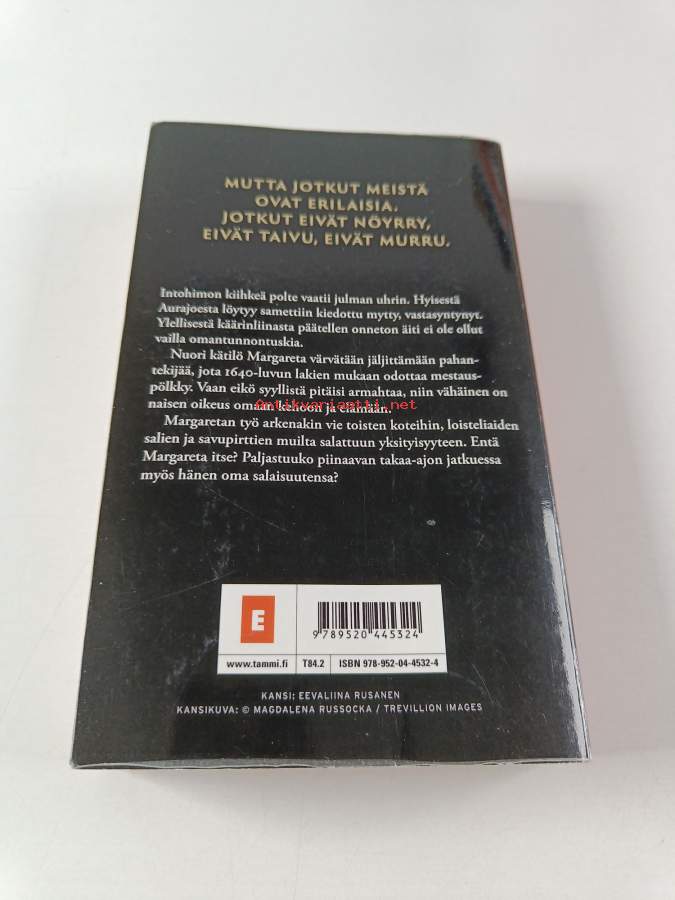 MUTTA JOTKUT MEISTÄ
OVAT ERILAISIA.
JOTKUT EIVÄT NÖYRRY,
EIVÄT TAIVU, EIVÄT MURRU.
Intohimon kiihkeä polte vaatii julman uhrin. Hyisestä
Aurajoesta löytyy samettiin kiedottu mytty, vastasyntynyt.
Ylellisestä käärinliinasta päätellen onneton äiti ei ole ollut
vailla omantunnontuskia.
Nuori kätilö Margareta värvätään jäljittämään pahan-
tekijää, jota 1640-luvun lakien mukaan odottaa mestaus-
pölkky. Vaan eikö syyllistä pitäisi armahtaa, niin vähäinen on
naisen oikeus omaan kehoon ja elämään.
Antikvariaatti.net
Margaretan työ arkenakin vie toisten koteihin, loisteliaiden
salien ja savupirttien muilta salattuun yksityisyyteen. Entä
Margareta itse? Paljastuuko piinaavan takaa-ajon jatkuessa
myös hänen oma salaisuutensa?
E
9 789520 445324
www.tammi.fi T84.2 ISBN 978-952-04-4532-4
KANSI: EEVALIINA RUSANEN
KANSIKUVA: © MAGDALENA RUSSOCKA / TREVILLION IMAGES